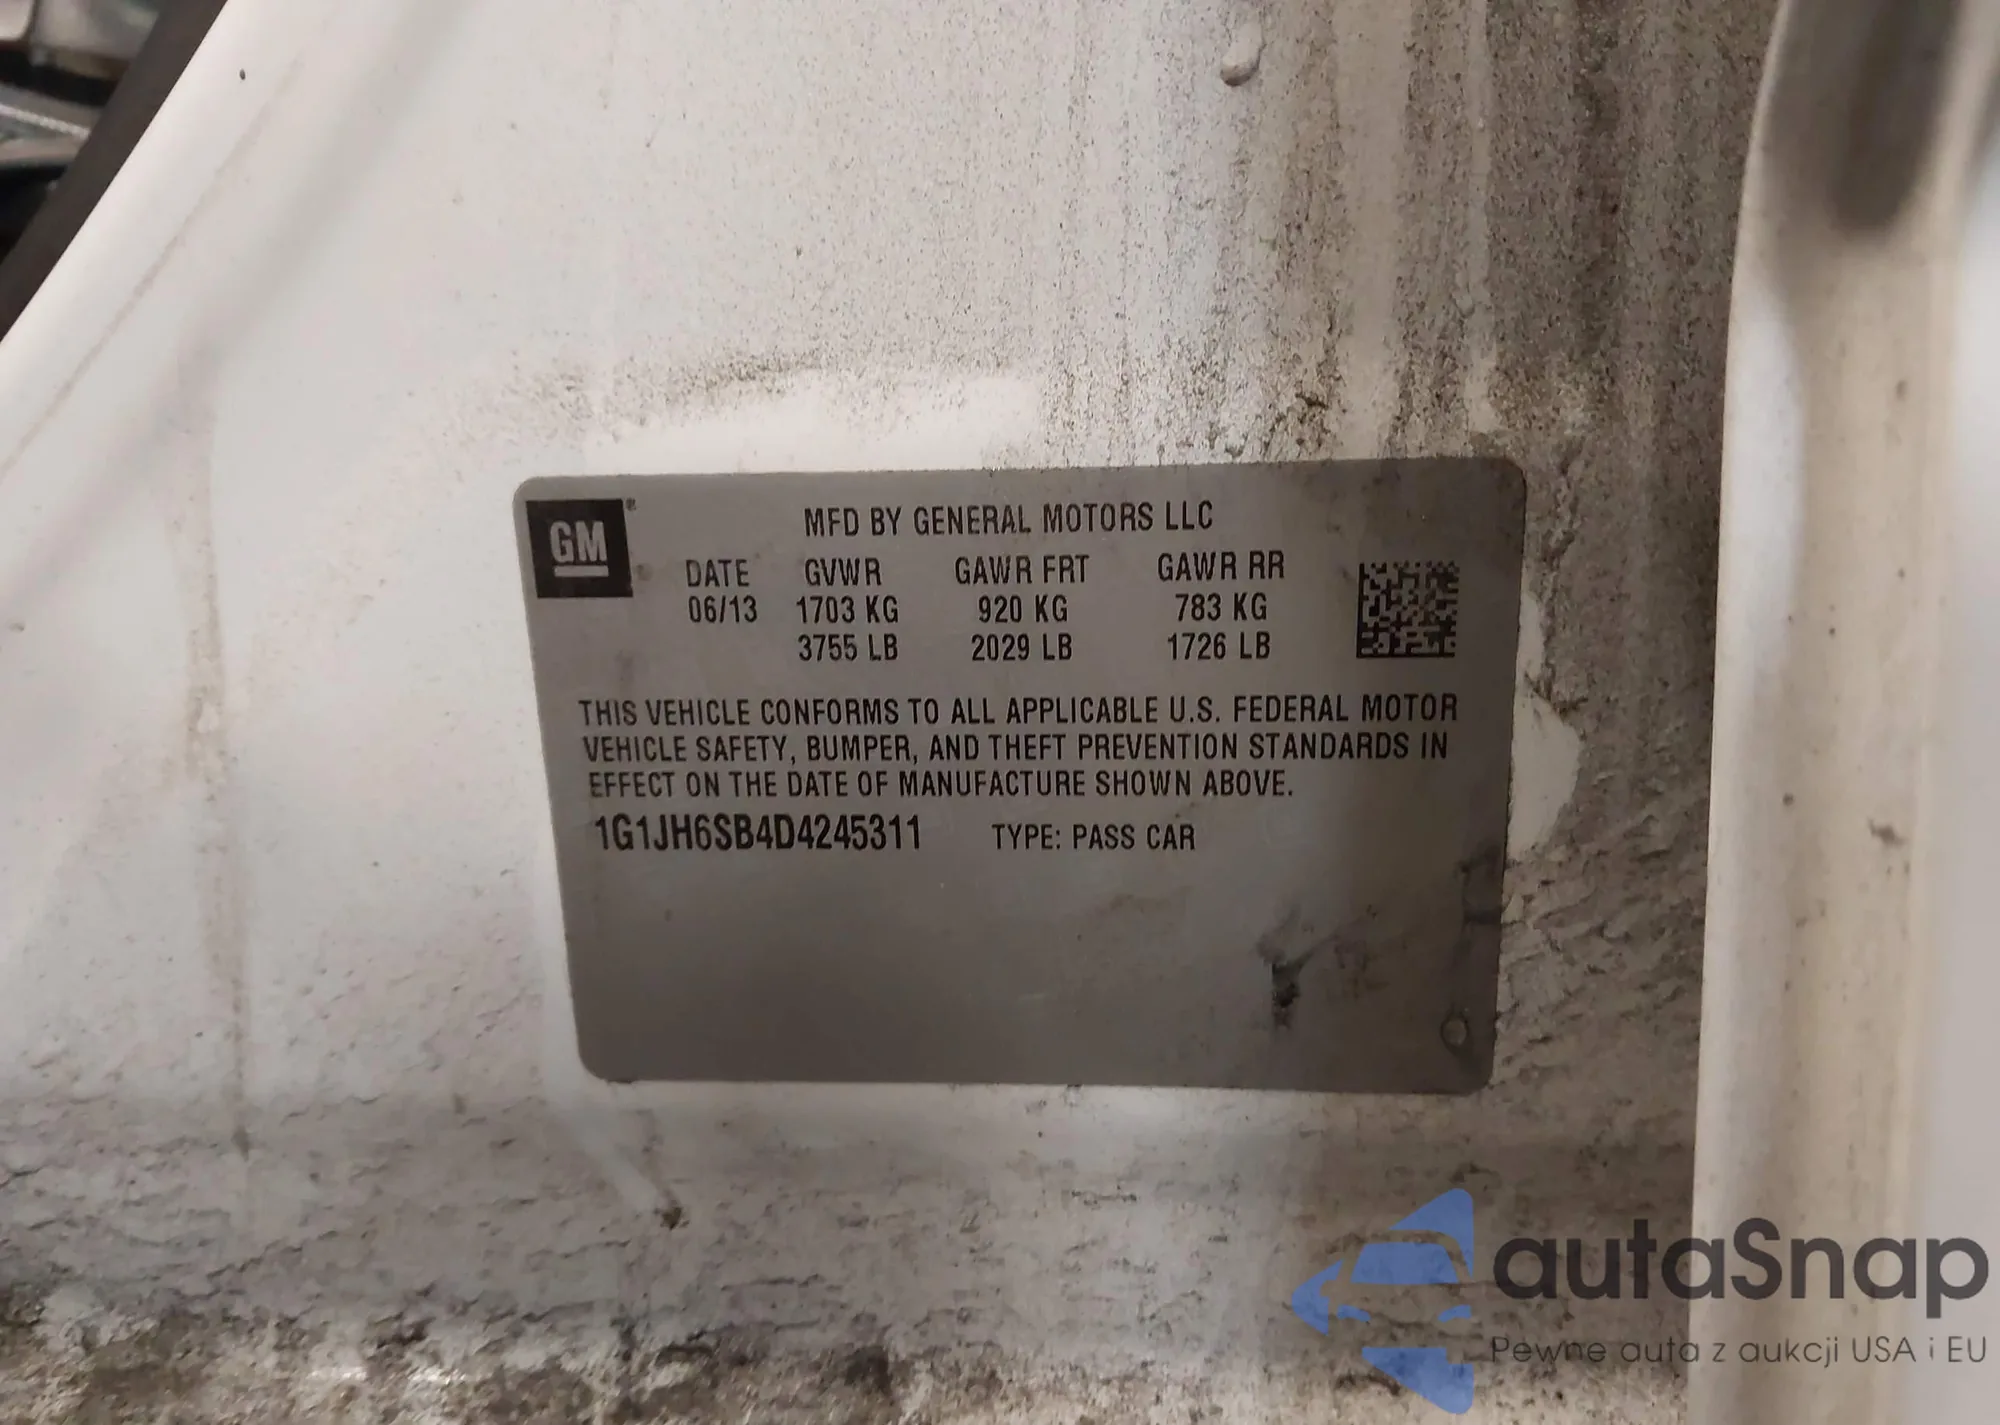 GM ®
MFD BY GENERAL MOTORS LLC
DATE GVWR GAWR FRT GAWR RR
06/13 1703 KG 920 KG 783 KG
3755 LB 2029 LB 1726 LB
THIS VEHICLE CONFORMS TO ALL APPLICABLE U.S. FEDERAL MOTOR
VEHICLE SAFETY, BUMPER, AND THEFT PREVENTION STANDARDS IN
EFFECT ON THE DATE OF MANUFACTURE SHOWN ABOVE.
1G1JH6SB4D4245311 TYPE: PASS CAR
autaSnap
Pewne auta z aukcji USA i EU